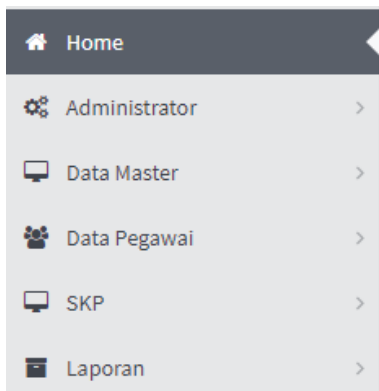 Home
Administrator
Data Master
Data Pegawai
SKP
Laporan